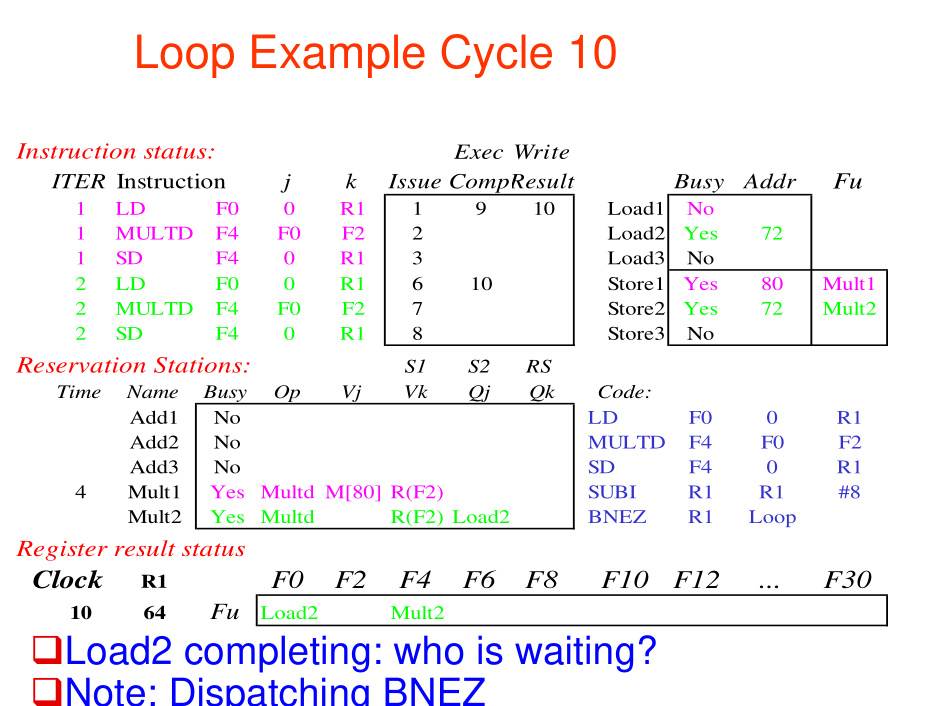 Loop Example Cycle 10
Instruction status: Exec Write
ITER Instruction j k Issue Comp Result Busy Addr Fu
1 LD F0 0 R1 1 9 10 Load1 No
1 MULTD F4 F0 F2 2 Load2 Yes 72
1 SD F4 0 R1 3 Load3 No
2 LD F0 0 R1 6 10 Store1 Yes 80 Mult1
2 MULTD F4 F0 F2 7 Store2 Yes 72 Mult2
2 SD F4 0 R1 8 Store3 No
Reservation Stations: S1 S2 RS
Time Name Busy Op Vj Vk Qj Qk Code:
Add1 No LD F0 0 R1
Add2 No MULTD F4 F0 F2
Add3 No SD F4 0 R1
4 Mult1 Yes Multd M[80] R(F2) SUBI R1 R1 #8
Mult2 Yes Multd R(F2) Load2 BNEZ R1 Loop
Register result status
Clock R1 F0 F2 F4 F6 F8 F10 F12 ... F30
10 64 Fu Load2 Mult2
❑Load2 completing: who is waiting?
❑Note: Dispatching BNEZ